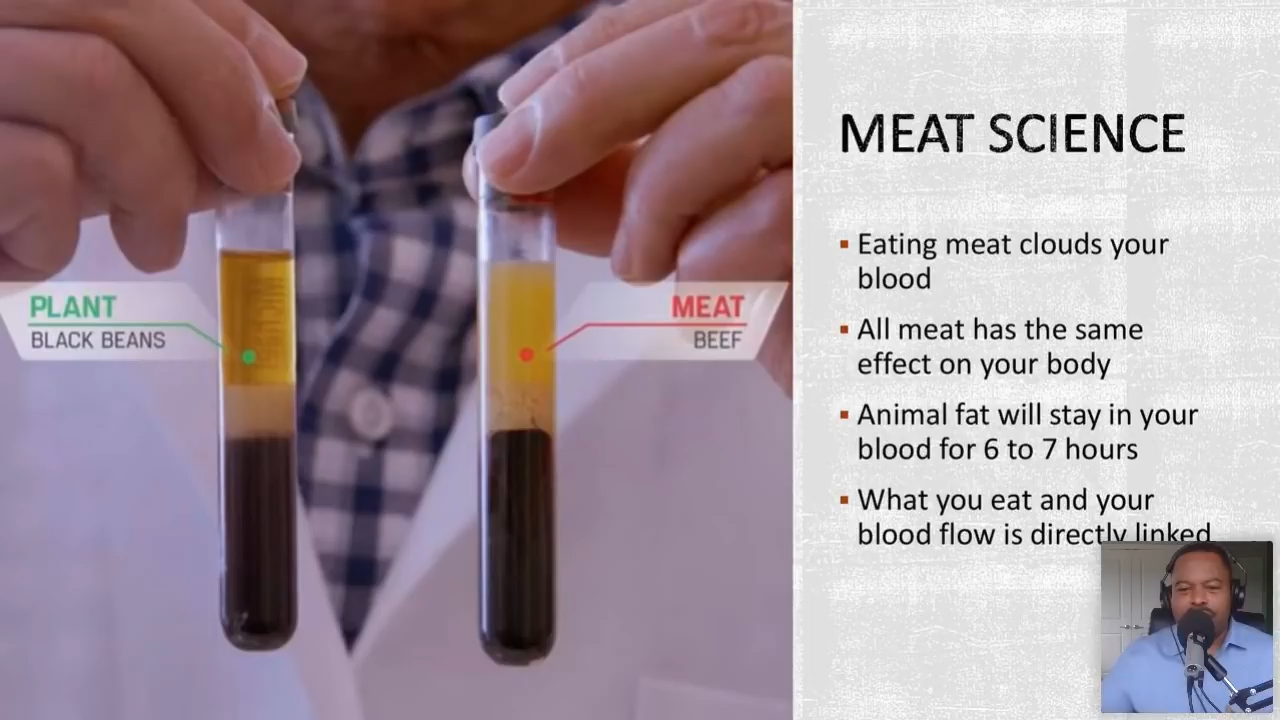 PLANT
BLACK BEANS
MEAT
BEEF
MEAT SCIENCE
▪ Eating meat clouds your
blood
▪ All meat has the same
effect on your body
▪ Animal fat will stay in your
blood for 6 to 7 hours
▪ What you eat and your
blood flow is directly linked